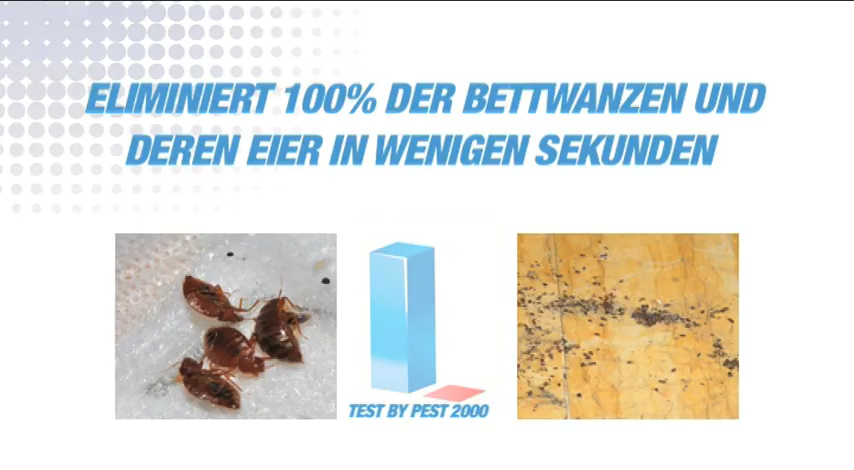 ELIMINIERT 100% DER BETTWANZEN UND
DEREN EIER IN WENIGEN SEKUNDEN
TEST BY PEST 2000